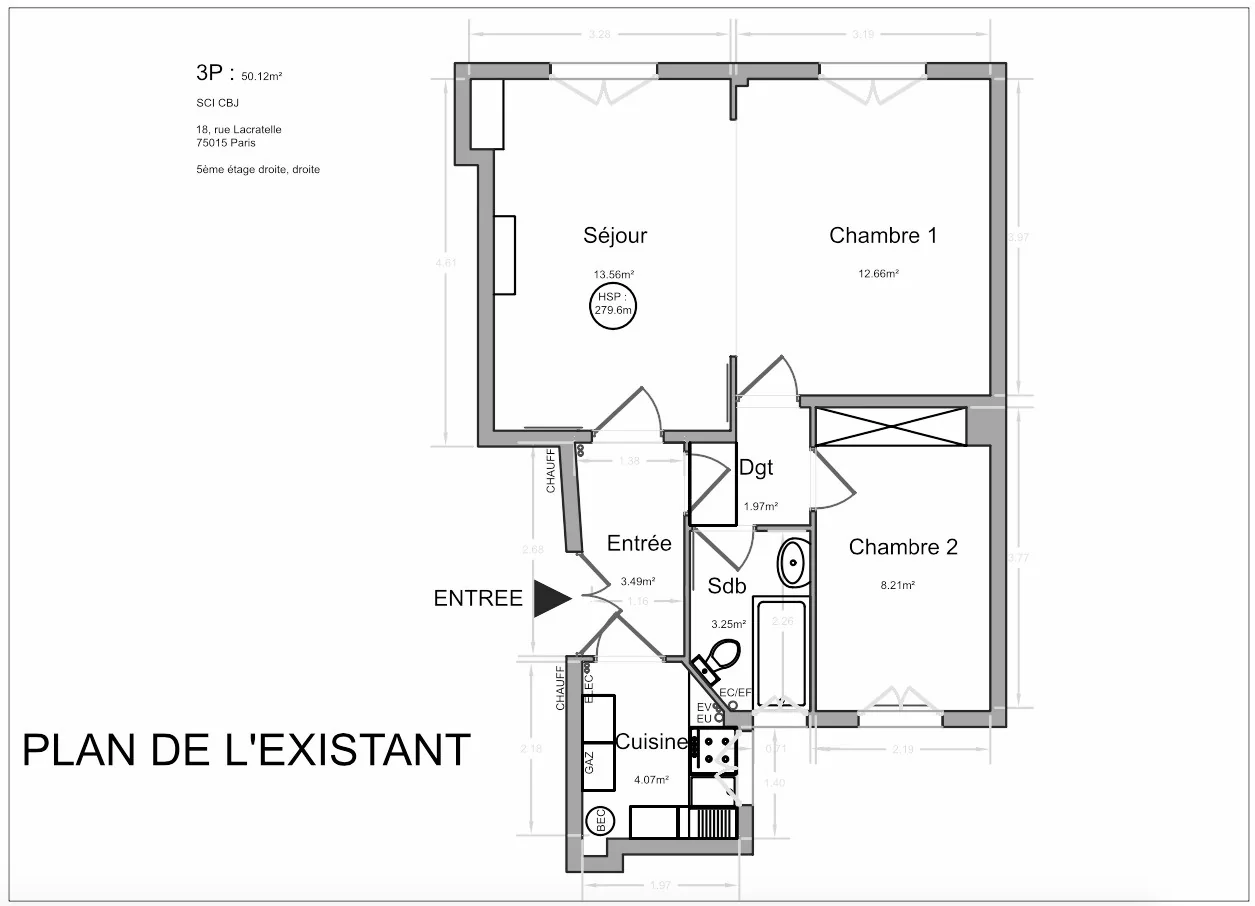 3P : 50.12m²
SCI CBJ
18, rue Lacratelle
75015 Paris
5ème étage droite, droite
3.28
3.19
4.61
3.97
Séjour
13.56m²
HSP :
279.6m
Chambre 1
12.66m²
CHAUFF
1.38
Dgt
1.97m²
2.68
Entrée
3.49m²
1.16
ENTREE
Sdb
3.25m²
2.26
Chambre 2
8.21m²
3.77
CHAUFF
ELEC
EC/EF
EV
EU
PLAN DE L'EXISTANT
2.18
Cuisine
4.07m²
GAZ
BEC
0.71
1.40
2.19
1.97